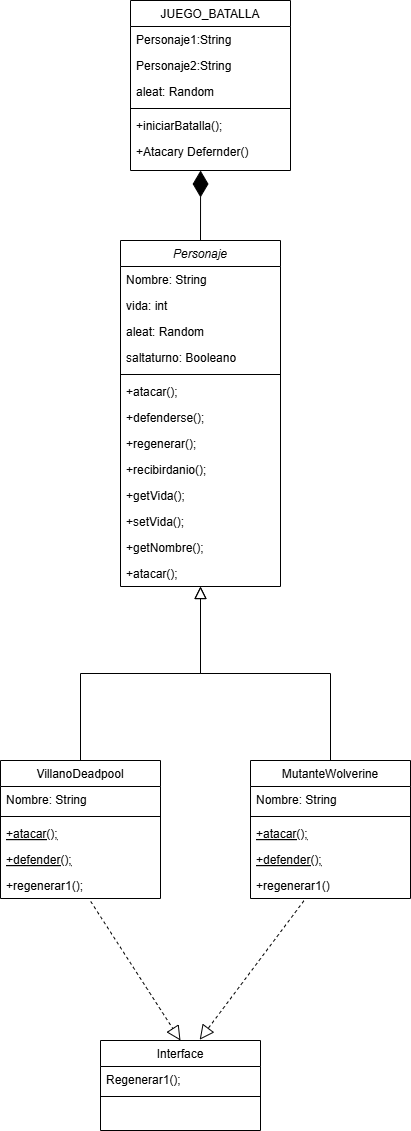 JUEGO_BATALLA
Personaje1:String
Personaje2:String
aleat: Random
+iniciarBatalla();
+Atacary Defernder()
Personaje
Nombre: String
vida: int
aleat: Random
saltaturno: Booleano
+atacar();
+defenderse();
+regenerar();
+recibirdanio();
+getVida();
+setVida();
+getNombre();
+atacar();
VillanoDeadpool
Nombre: String
+atacar();
+defender();
+regenerar1();
MutanteWolverine
Nombre: String
+atacar();
+defender();
+regenerar1()
Interface
Regenerar1();